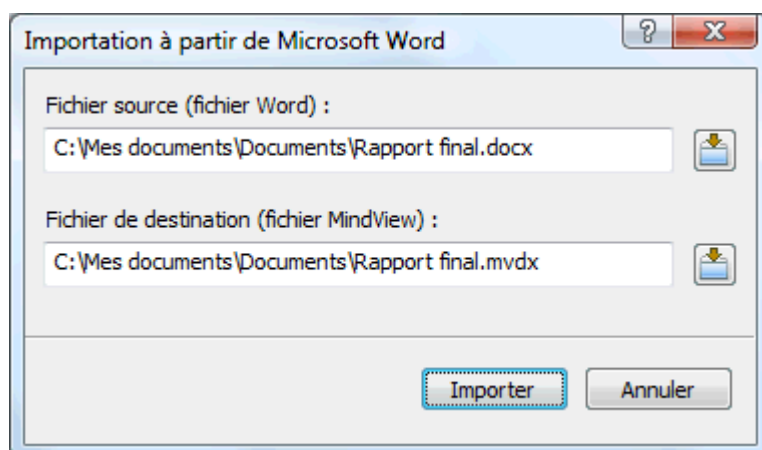 Importation à partir de Microsoft Word
Fichier source (fichier Word) :
C:\Mes documents\Documents\Rapport final.docx
Fichier de destination (fichier MindView) :
C:\Mes documents\Documents\Rapport final.mvdx
Importer Annuler